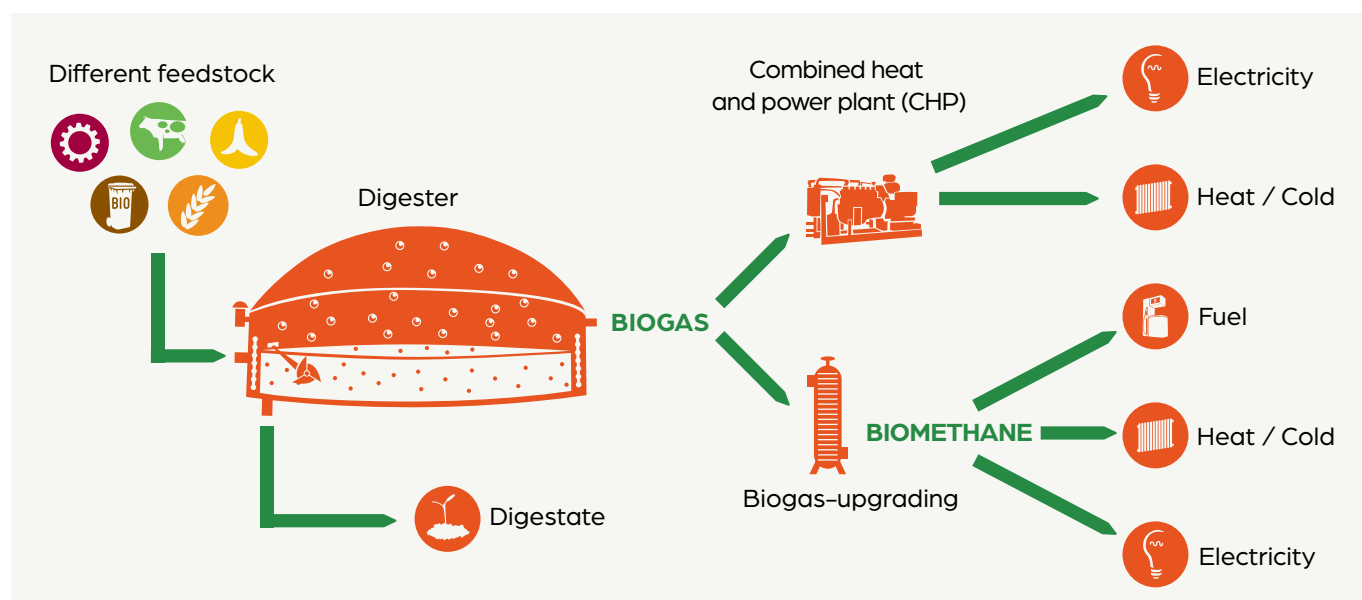 Different feedstock
BIO
Digester
BIOGAS
Digestate
Combined heat
and power plant (CHP)
Electricity
Heat / Cold
Biogas-upgrading
BIOMETHANE
Fuel
Heat / Cold
Electricity